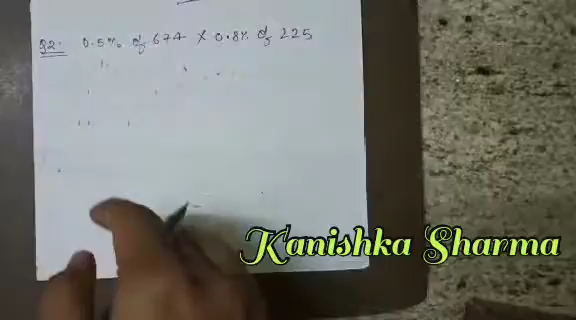 Q2. 0.5% of 674 × 0.8% of 225
Kanishka Sharma